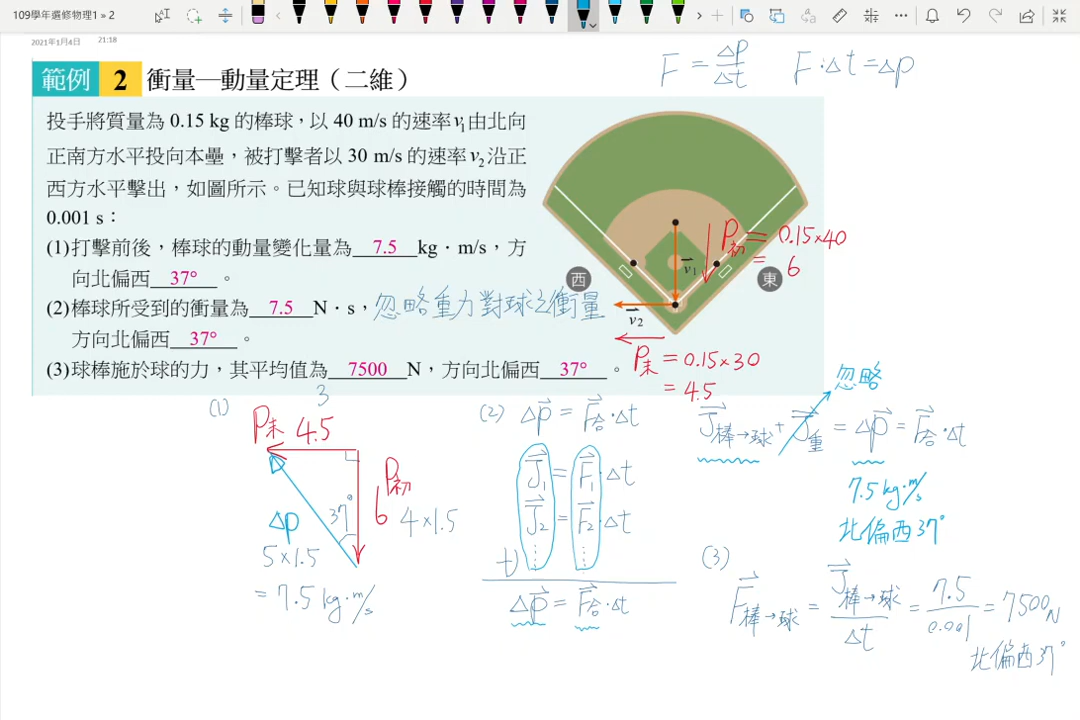 109學年選修物理1 » 2
2021年1月4日 21:18
範例 2 衝量—動量定理（二維）
F = Δp/Δt F·Δt=Δp
投手將質量為 0.15 kg 的棒球，以 40 m/s 的速率 v₁ 由北向
正南方水平投向本壘，被打擊者以 30 m/s 的速率 v₂ 沿正
西方水平擊出，如圖所示。已知球與球棒接觸的時間為
0.001 s：
(1)打擊前後，棒球的動量變化量為 7.5 kg·m/s，方
向北偏西 37° 。
(2)棒球所受到的衝量為 7.5 N·s，忽略重力對球之衝量
方向北偏西 37° 。
(3)球棒施於球的力，其平均值為 7500 N，方向北偏西 37° 。
西
東
v₁
v₂
P初 = 0.15×40
= 6
P末 = 0.15×30
= 4.5
(1)
3
P末 4.5
P初
6 4×1.5
37°
Δp
5×1.5
= 7.5 kg·m/s
(2) Δp = F合·Δt
J₁ = F₁·Δt
J₂ = F₂·Δt
⋮ ⋮
+)
Δp = F合·Δt
忽略
J棒→球 + J重 = Δp = F合·Δt
7.5 kg·m/s
北偏西37°
(3)
F棒→球 = J棒→球/Δt = 7.5/0.001 = 7500N
北偏西37°